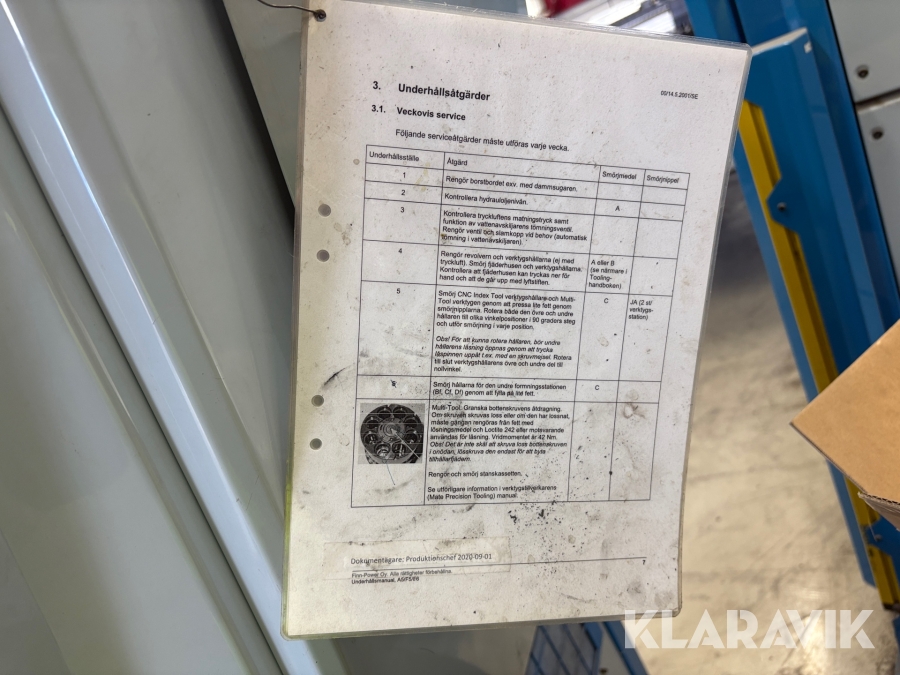 3. Underhållsåtgärder
00/14.5.2001/SE
3.1. Veckovis service
Följande serviceåtgärder måste utföras varje vecka.
Underhållsställe Åtgärd Smörjmedel Smörjnippel
1 Rengör borstbordet exv. med dammsugaren.
2 Kontrollera hydrauloljenivån. A
3 Kontrollera tryckluftens matningstryck samt
funktion av vattenavskiljarens tömningsventil.
Rengör ventil och slamkopp vid behov (automatisk
tömning i vattenavskiljaren).
4 Rengör revolvern och verktygshållarna (ej med
tryckluft). Smörj fjäderhusen och verktygshållarna.
Kontrollera att fjäderhusen kan tryckas ner för
hand och att de går upp med lyftstiften.
A eller B
(se närmare i
Tooling-
handboken)
5 Smörj CNC Index Tool verktygshållare och Multi-
Tool verktygen genom att pressa lite fett genom
smörjnipplarna. Rotera både den övre och undre
hållaren till olika vinkelpositioner i 90 graders steg
och utför smörjning i varje position.
C
JA (2 st/
verktygs-
station)
Obs! För att kunna rotera hållaren, bör undre
hållerens låsning öppnas genom att trycka
låspinnen uppåt t.ex. med en skruvmejsel. Rotera
till slut verktygshållarens övre och undre del till
nollvinkel.
6 Smörj hållarna för den undre formningsstationen
(Bf, Cf, Df) genom att fylla på lite fett.
C
Multi-Tool: Granska bottenskruvens åtdragning.
Om skruven skruvas loss eller om den har lossnat,
måste gängan rengöras från fett med
lösningsmedel och Loctite 242 eller motsvarande
användas för låsning. Vridmomentet är 42 Nm.
Obs! Det är inte skäl att skruva loss bottenskruven
i onödan, lösskruva den endast för att byta
tillhållarfjädern.
Rengör och smörj stanskassetten.
Se utförligare information i verktygstillverkarens
(Mate Precision Tooling) manual.
Dokumentägare: Produktionschef 2020-09-01
7
Finn-Power Oy. Alla rättigheter förbehållna.
Underhållsmanual, A5/F5/E6
KLARAVIK